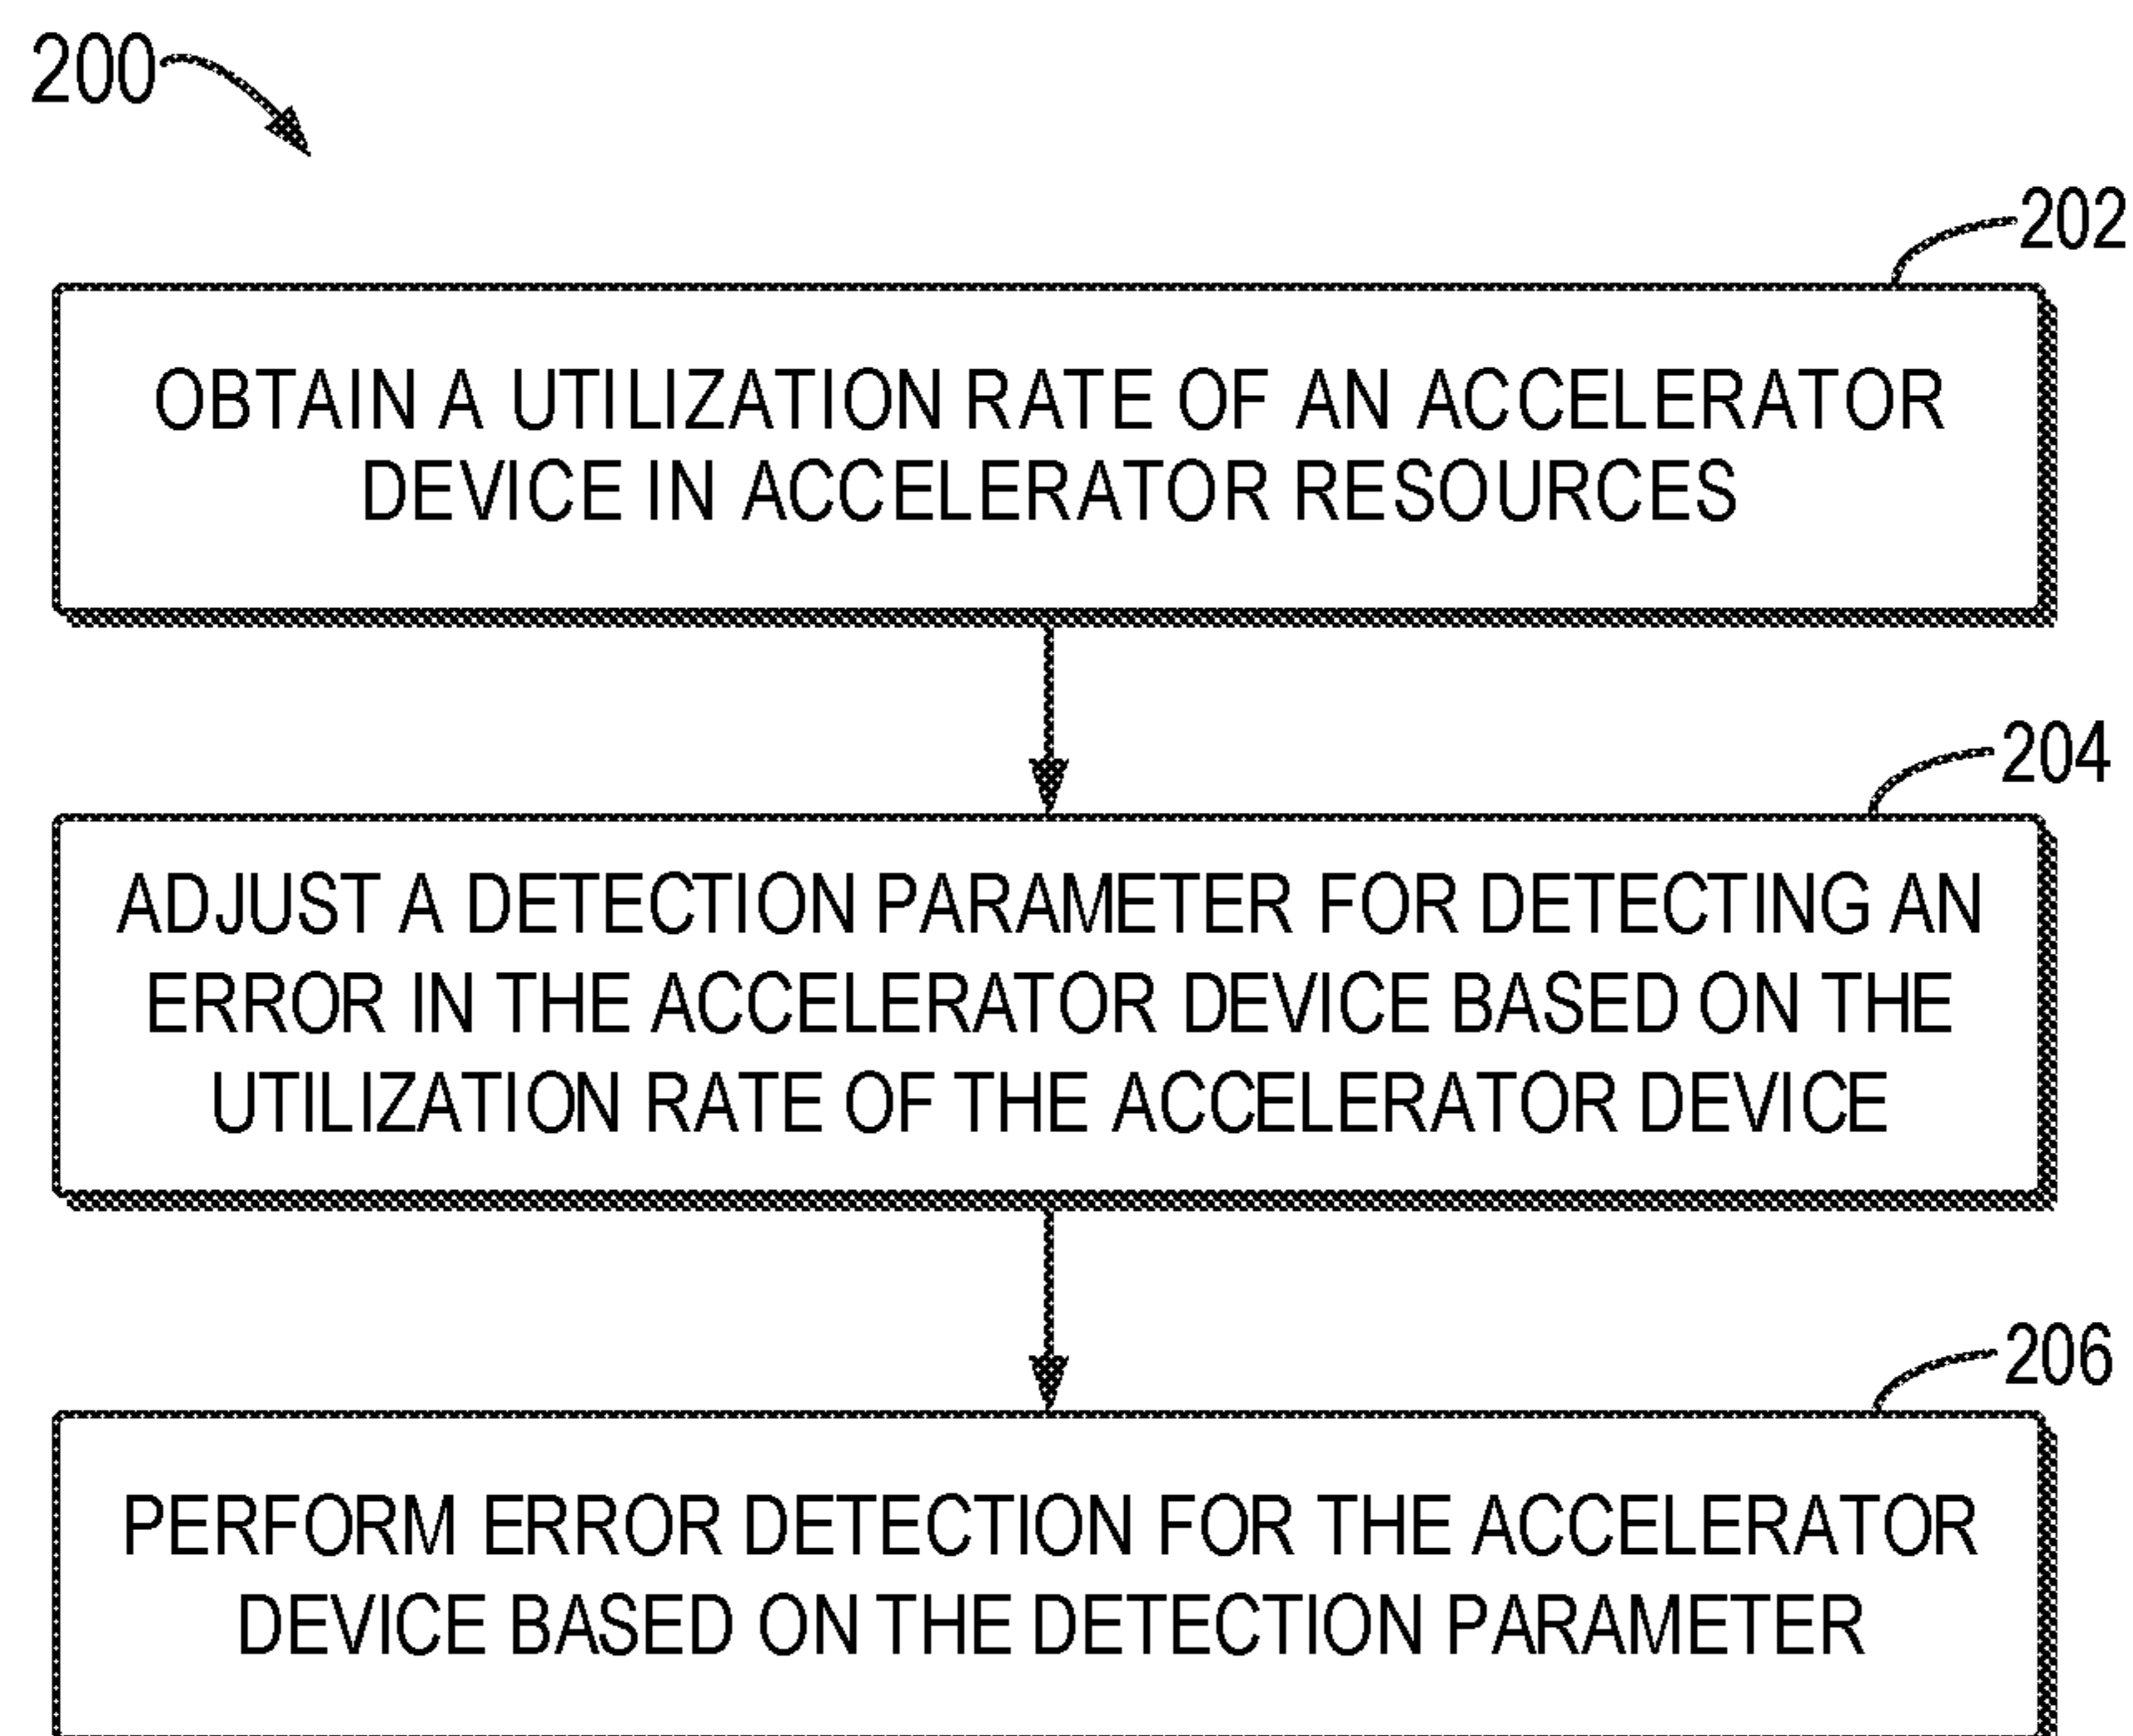 200
202
OBTAIN A UTILIZATION RATE OF AN ACCELERATOR
DEVICE IN ACCELERATOR RESOURCES
204
ADJUST A DETECTION PARAMETER FOR DETECTING AN
ERROR IN THE ACCELERATOR DEVICE BASED ON THE
UTILIZATION RATE OF THE ACCELERATOR DEVICE
206
PERFORM ERROR DETECTION FOR THE ACCELERATOR
DEVICE BASED ON THE DETECTION PARAMETER